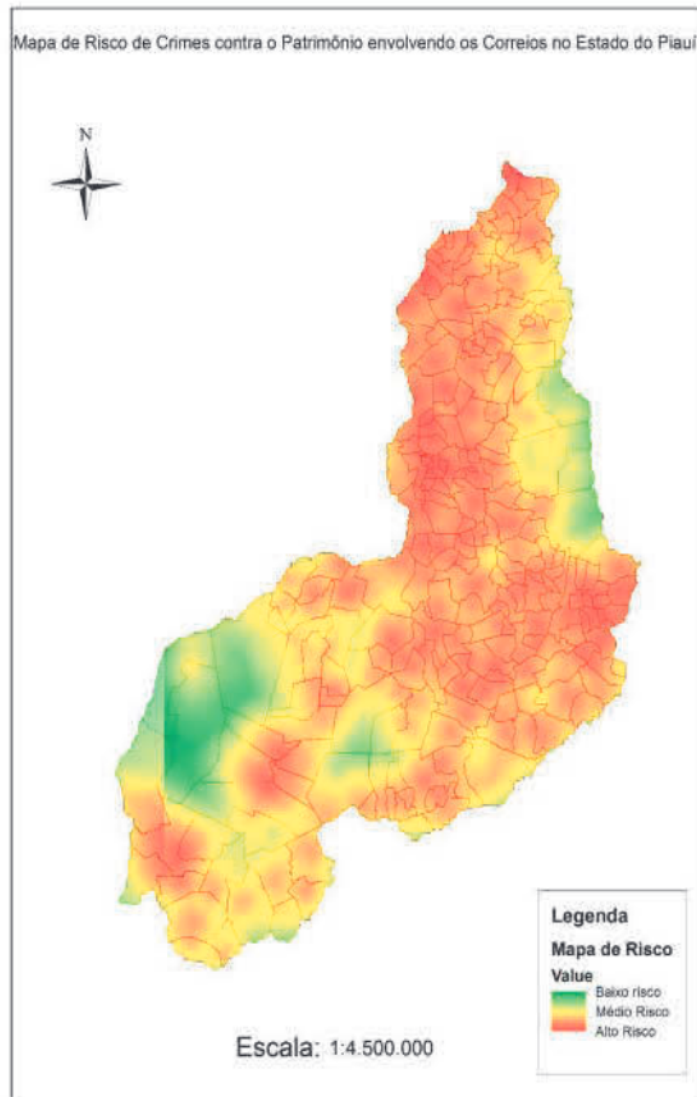 Mapa de Risco de Crimes contra o Patrimônio envolvendo os Correios no Estado do Piauí
N
Legenda
Mapa de Risco
Value
Baixo risco
Médio Risco
Alto Risco
Escala: 1:4.500.000